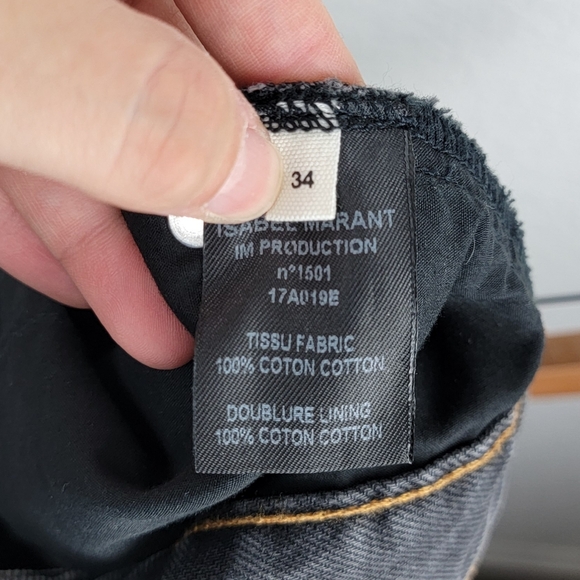 34
ISABEL MARANT
IM PRODUCTION
n°1501
17A019E
TISSU FABRIC
100% COTON COTTON
DOUBLURE LINING
100% COTON COTTON